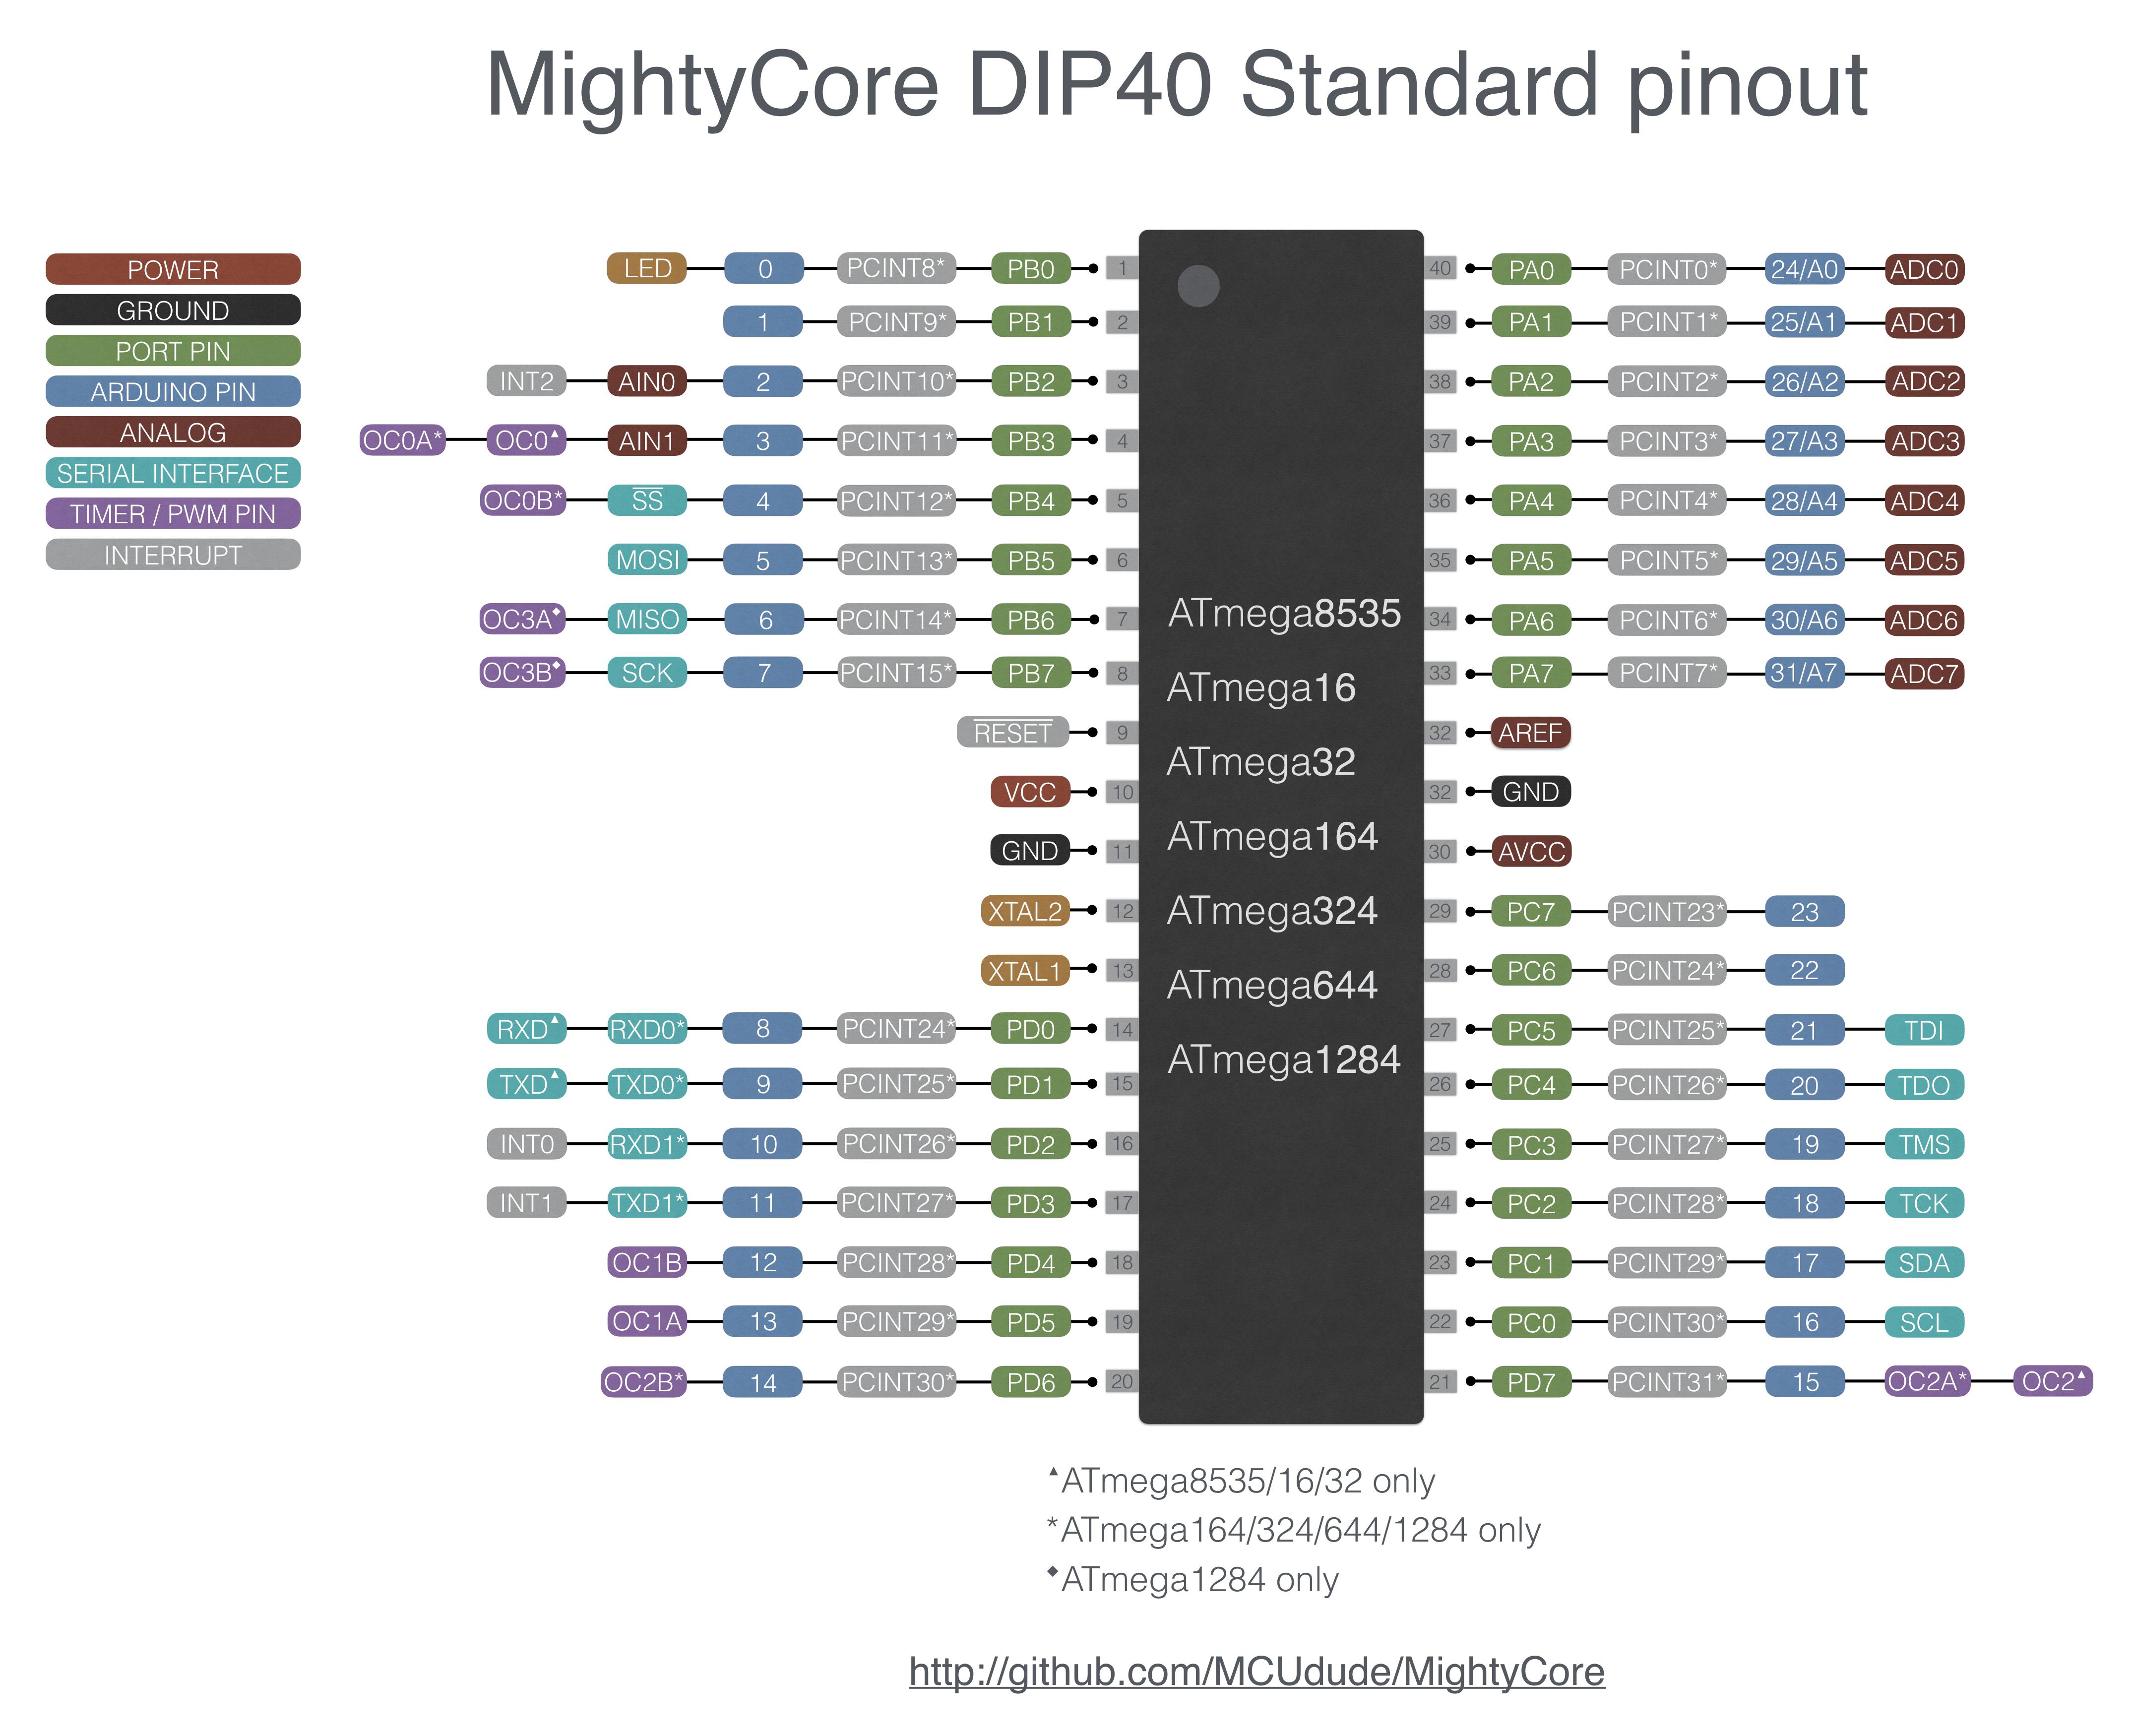 MightyCore DIP40 Standard pinout
POWER
GROUND
PORT PIN
ARDUINO PIN
ANALOG
SERIAL INTERFACE
TIMER / PWM PIN
INTERRUPT
LED 0 PCINT8* PB0 1 40 PA0 PCINT0* 24/A0 ADC0
1 PCINT9* PB1 2 39 PA1 PCINT1* 25/A1 ADC1
INT2 AIN0 2 PCINT10* PB2 3 38 PA2 PCINT2* 26/A2 ADC2
OC0A* OC0▲ AIN1 3 PCINT11* PB3 4 37 PA3 PCINT3* 27/A3 ADC3
OC0B* SS 4 PCINT12* PB4 5 36 PA4 PCINT4* 28/A4 ADC4
MOSI 5 PCINT13* PB5 6 35 PA5 PCINT5* 29/A5 ADC5
OC3A◆ MISO 6 PCINT14* PB6 7 34 PA6 PCINT6* 30/A6 ADC6
OC3B◆ SCK 7 PCINT15* PB7 8 33 PA7 PCINT7* 31/A7 ADC7
RESET 9 32 AREF
VCC 10 32 GND
GND 11 30 AVCC
XTAL2 12 29 PC7 PCINT23* 23
XTAL1 13 28 PC6 PCINT24* 22
RXD▲ RXD0* 8 PCINT24* PD0 14 27 PC5 PCINT25* 21 TDI
TXD▲ TXD0* 9 PCINT25* PD1 15 26 PC4 PCINT26* 20 TDO
INT0 RXD1* 10 PCINT26* PD2 16 25 PC3 PCINT27* 19 TMS
INT1 TXD1* 11 PCINT27* PD3 17 24 PC2 PCINT28* 18 TCK
OC1B 12 PCINT28* PD4 18 23 PC1 PCINT29* 17 SDA
OC1A 13 PCINT29* PD5 19 22 PC0 PCINT30* 16 SCL
OC2B* 14 PCINT30* PD6 20 21 PD7 PCINT31* 15 OC2A* OC2▲
ATmega8535
ATmega16
ATmega32
ATmega164
ATmega324
ATmega644
ATmega1284
▲ATmega8535/16/32 only
*ATmega164/324/644/1284 only
◆ATmega1284 only
http://github.com/MCUdude/MightyCore